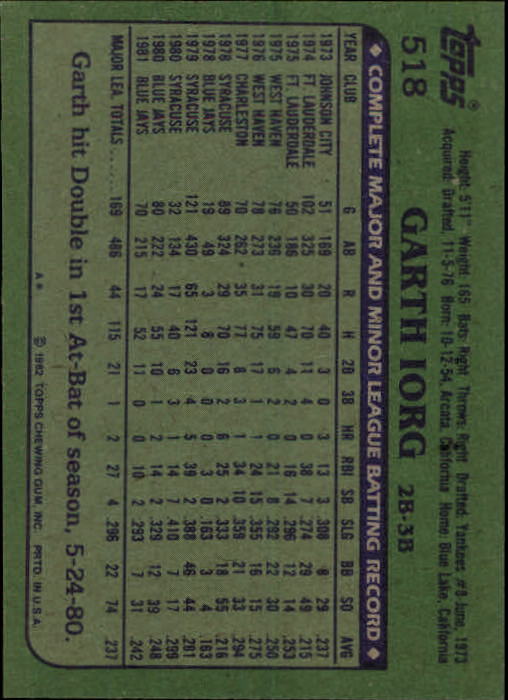 TOPPS®
518
Height: 5'11" Weight: 165 Bats: Right Throws: Right Drafted: Yankees #8 June, 1973
Acquired: Drafted, 11-5-76 Born: 10-12-54, Arcata, California Home: Blue Lake, California
GARTH IORG 2B-3B
◆ COMPLETE MAJOR AND MINOR LEAGUE BATTING RECORD ◆
YEAR CLUB G AB R H 2B 3B HR RBI SB SLG BB SO AVG
1973 JOHNSON CITY 51 169 20 40 3 0 3 13 3 .308 8 29 .237
1974 FT. LAUDERDALE 102 325 30 70 11 4 0 38 7 .274 29 49 .215
1975 FT. LAUDERDALE 50 186 10 47 4 2 0 16 14 .296 12 14 .253
1975 WEST HAVEN 76 236 19 59 6 2 0 21 8 .292 22 30 .250
1976 WEST HAVEN 78 273 31 75 17 1 1 24 15 .355 16 15 .275
1977 CHARLESTON 70 262 35 77 8 3 1 34 10 .359 21 33 .294
1978 SYRACUSE 89 324 29 70 16 2 6 25 2 .333 18 55 .216
1978 BLUE JAYS 19 49 3 8 0 0 0 3 0 .163 3 4 .163
1979 SYRACUSE 121 430 65 121 23 4 5 39 2 .388 46 44 .281
1980 SYRACUSE 32 134 17 40 6 3 1 14 7 .410 7 17 .299
1980 BLUE JAYS 80 222 24 55 10 1 2 14 2 .329 12 39 .248
1981 BLUE JAYS 70 215 17 52 11 0 0 10 2 .293 7 31 .242
MAJOR LEA. TOTALS ...... 169 486 44 115 21 1 2 27 4 .296 22 74 .237
Garth hit Double in 1st At-Bat of season, 5-24-80.
A* © 1982 TOPPS CHEWING GUM, INC. PRTD. IN U.S.A.